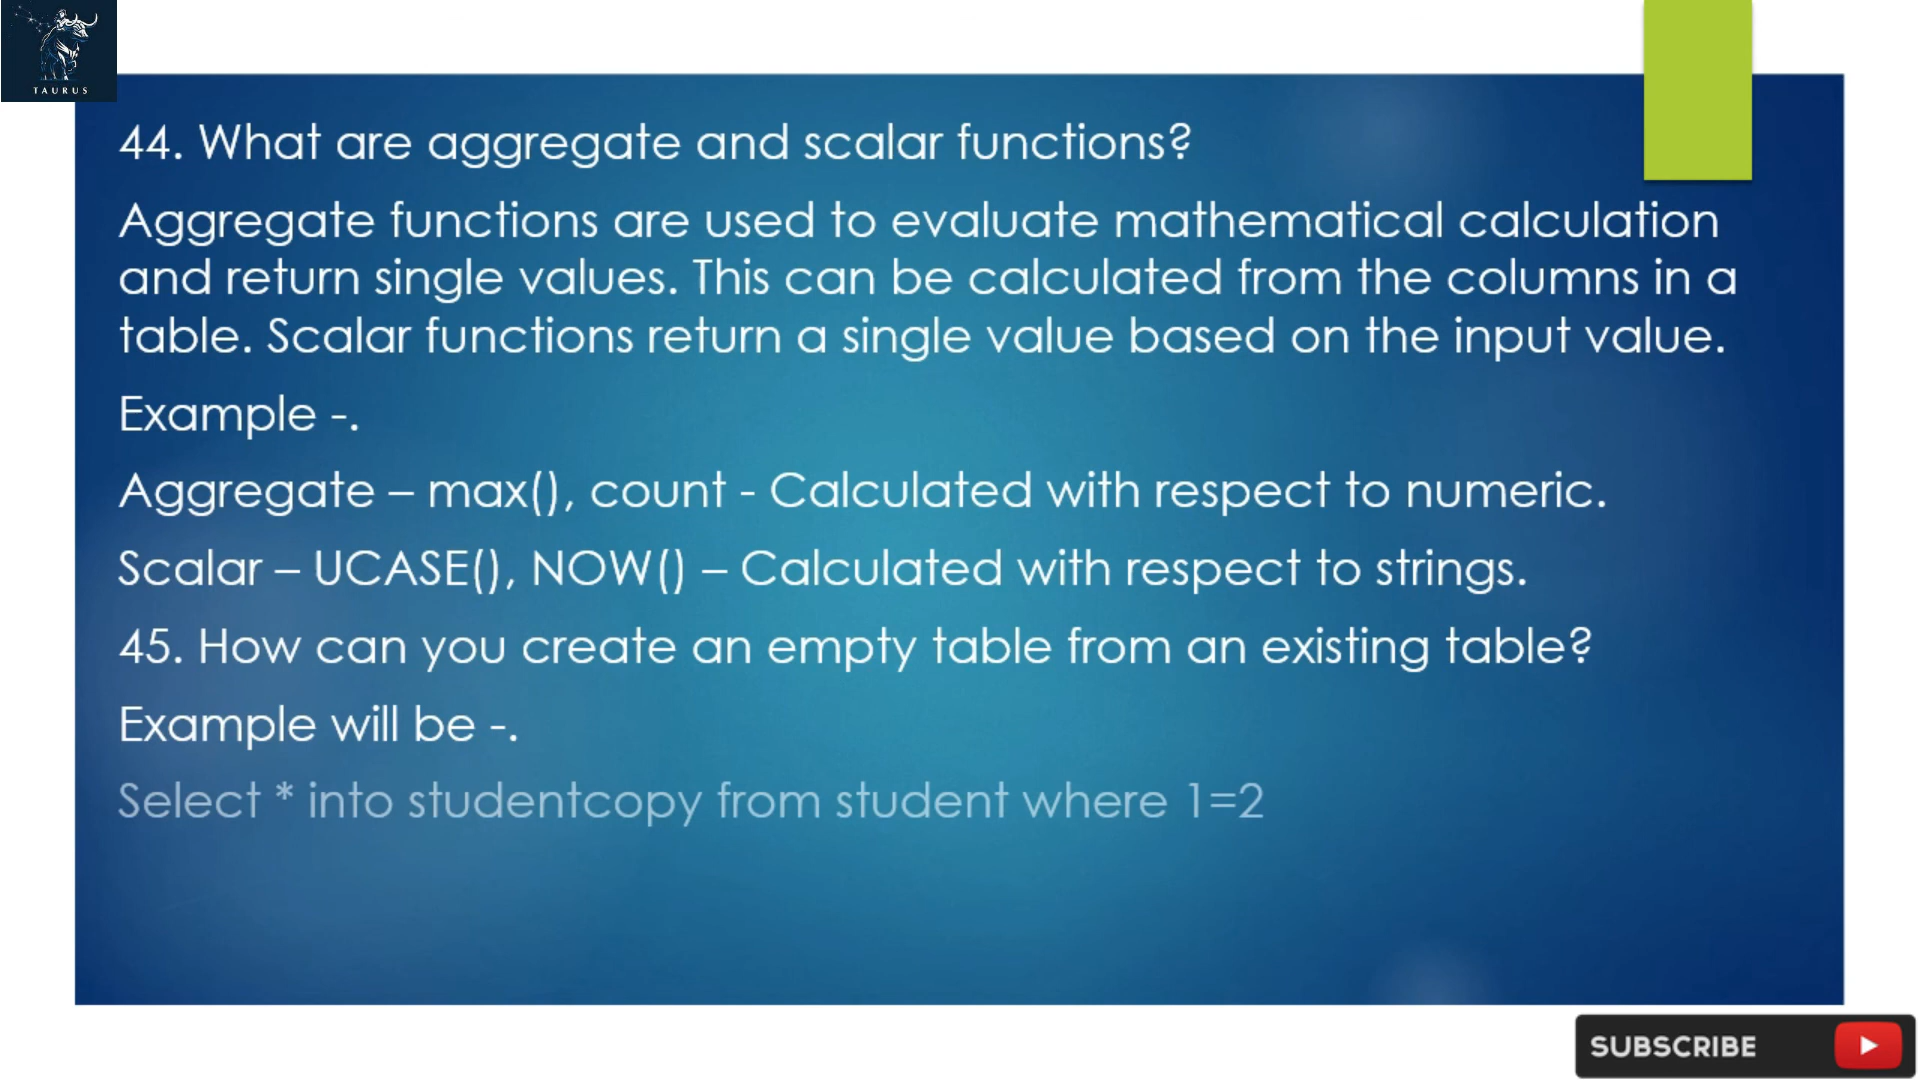 TAURUS
44. What are aggregate and scalar functions?
Aggregate functions are used to evaluate mathematical calculation
and return single values. This can be calculated from the columns in a
table. Scalar functions return a single value based on the input value.
Example -.
Aggregate – max(), count - Calculated with respect to numeric.
Scalar – UCASE(), NOW() – Calculated with respect to strings.
45. How can you create an empty table from an existing table?
Example will be -.
Select * into studentcopy from student where 1=2
SUBSCRIBE